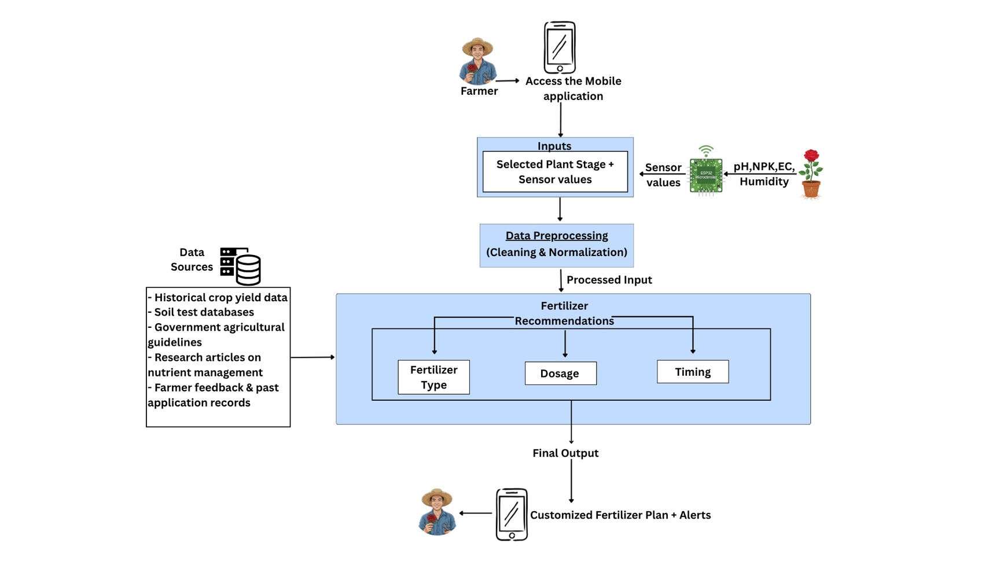 Farmer
Access the Mobile
application
Inputs
Selected Plant Stage +
Sensor values
Sensor
values
ESP32
Microctrroller
pH,NPK,EC,
Humidity
Data Preprocessing
(Cleaning & Normalization)
Processed Input
Data
Sources
- Historical crop yield data
- Soil test databases
- Government agricultural
guidelines
- Research articles on
nutrient management
- Farmer feedback & past
application records
Fertilizer
Recommendations
Fertilizer
Type
Dosage
Timing
Final Output
Customized Fertilizer Plan + Alerts